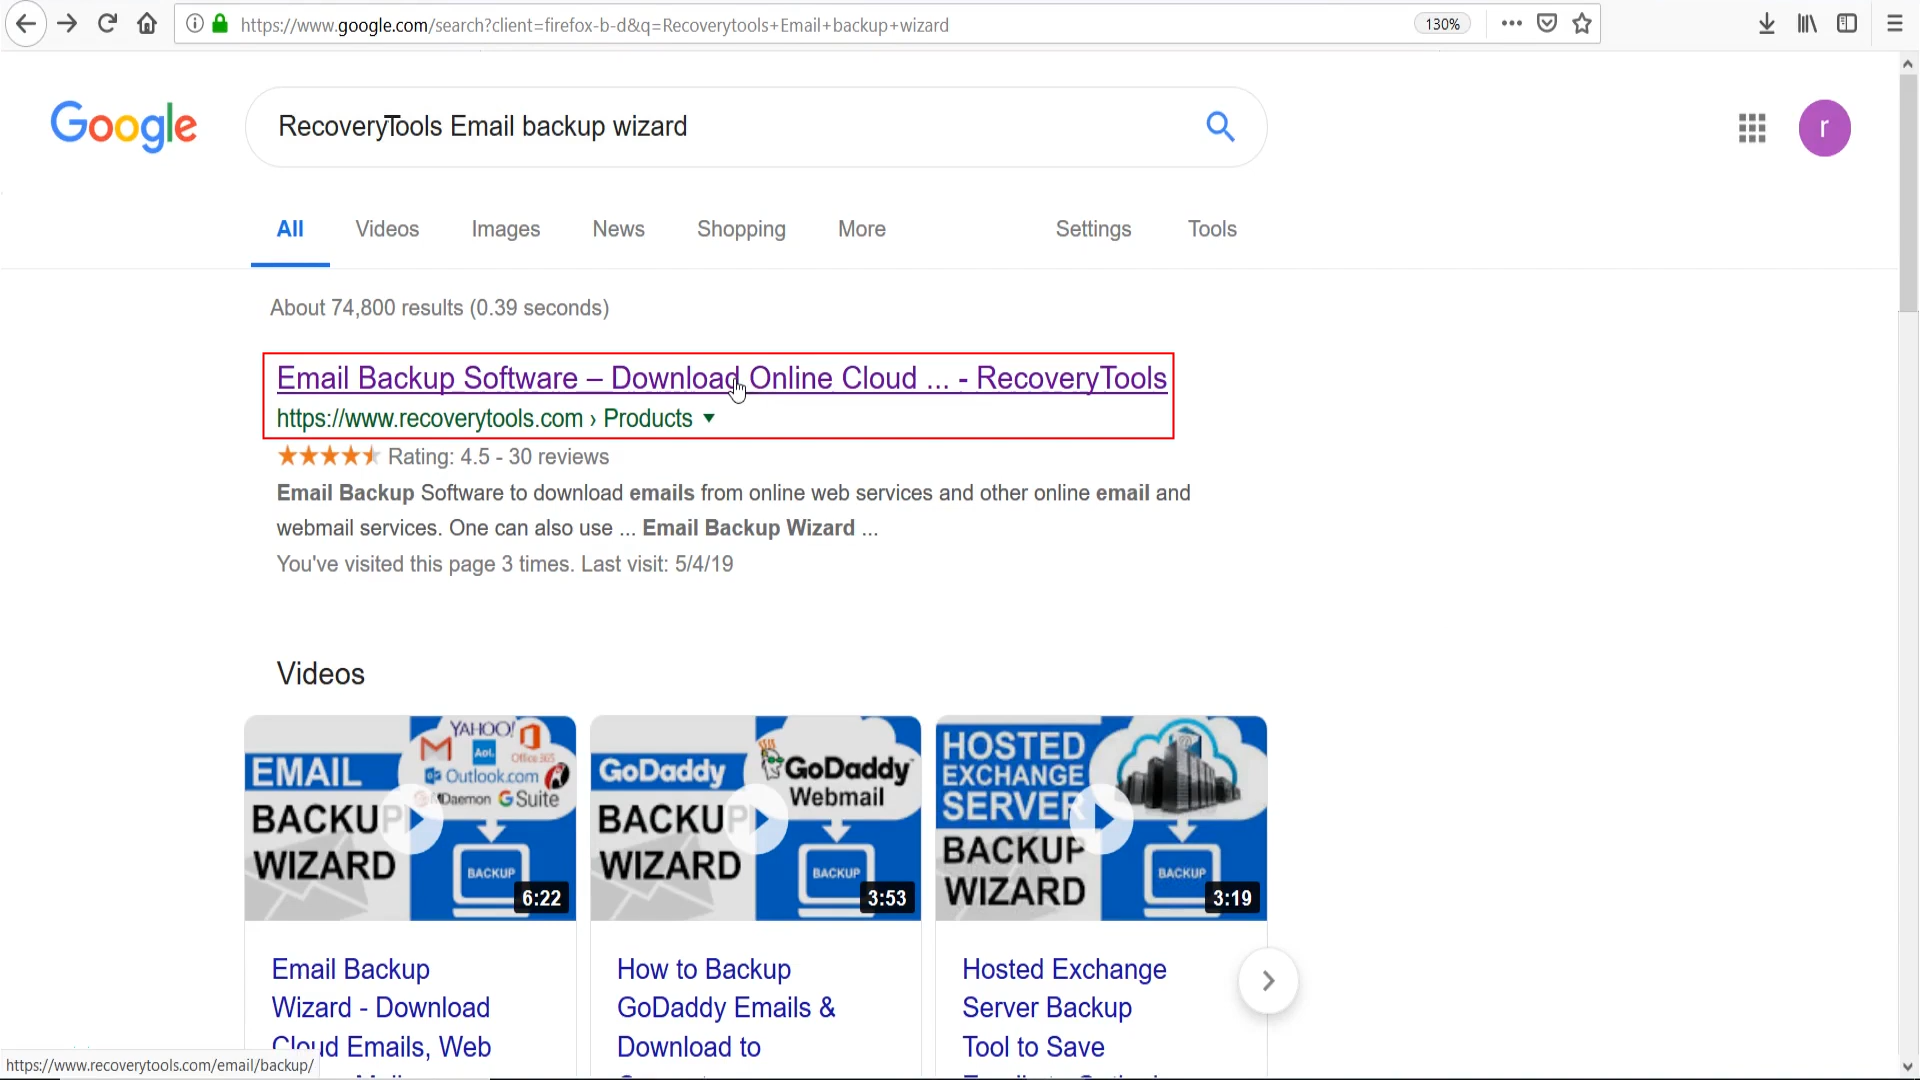 https://www.google.com/search?client=firefox-b-d&q=Recoverytools+Email+backup+wizard
130%
Google
RecoveryTools Email backup wizard
r
All
Videos
Images
News
Shopping
More
Settings
Tools
About 74,800 results (0.39 seconds)
Email Backup Software – Download Online Cloud ... - RecoveryTools
https://www.recoverytools.com › Products
Rating: 4.5 - 30 reviews
Email Backup Software to download emails from online web services and other online email and
webmail services. One can also use ... Email Backup Wizard ...
You've visited this page 3 times. Last visit: 5/4/19
Videos
YAHOO!
Aol.
Office 365
Outlook.com
MDaemon
G Suite
EMAIL
BACKUP
WIZARD
BACKUP
6:22
GoDaddy
GoDaddy
Webmail
BACKUP
WIZARD
BACKUP
3:53
HOSTED
EXCHANGE
SERVER
BACKUP
WIZARD
BACKUP
3:19
Email Backup
Wizard - Download
Cloud Emails, Web
How to Backup
GoDaddy Emails &
Download to
Hosted Exchange
Server Backup
Tool to Save
https://www.recoverytools.com/email/backup/